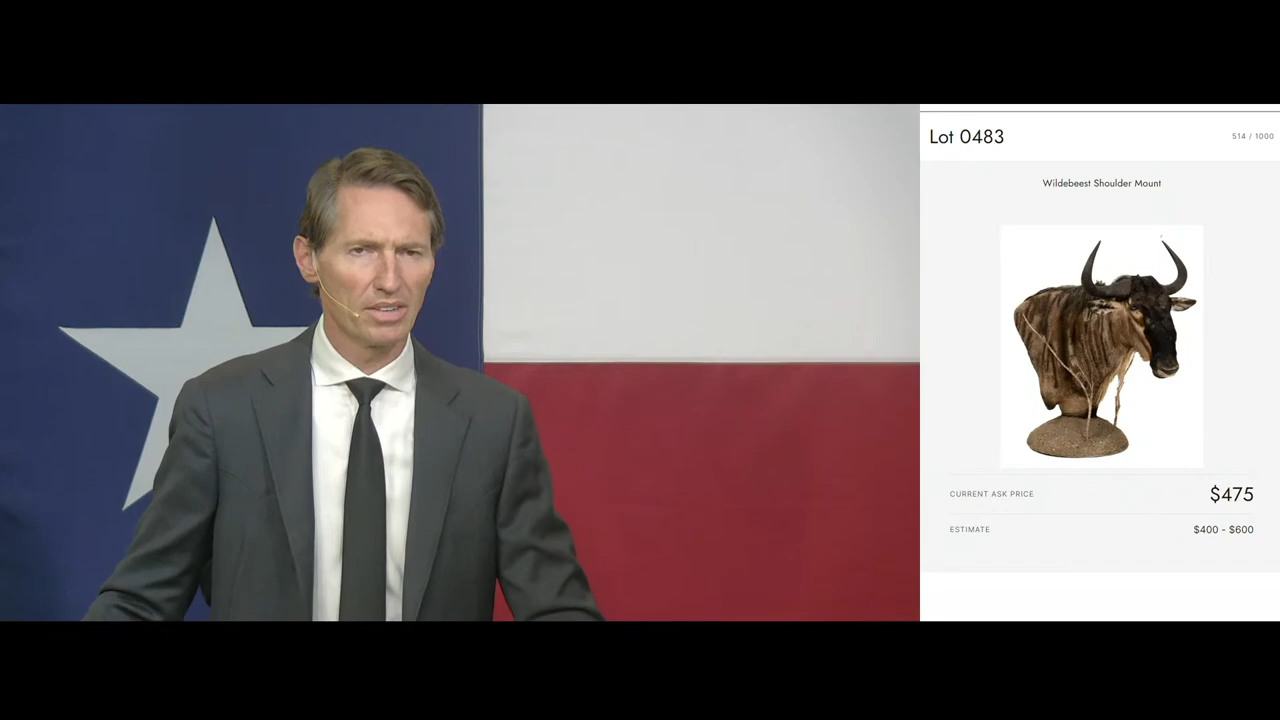 Lot 0483
514 / 1000
Wildebeest Shoulder Mount
CURRENT ASK PRICE
$475
ESTIMATE
$400 - $600